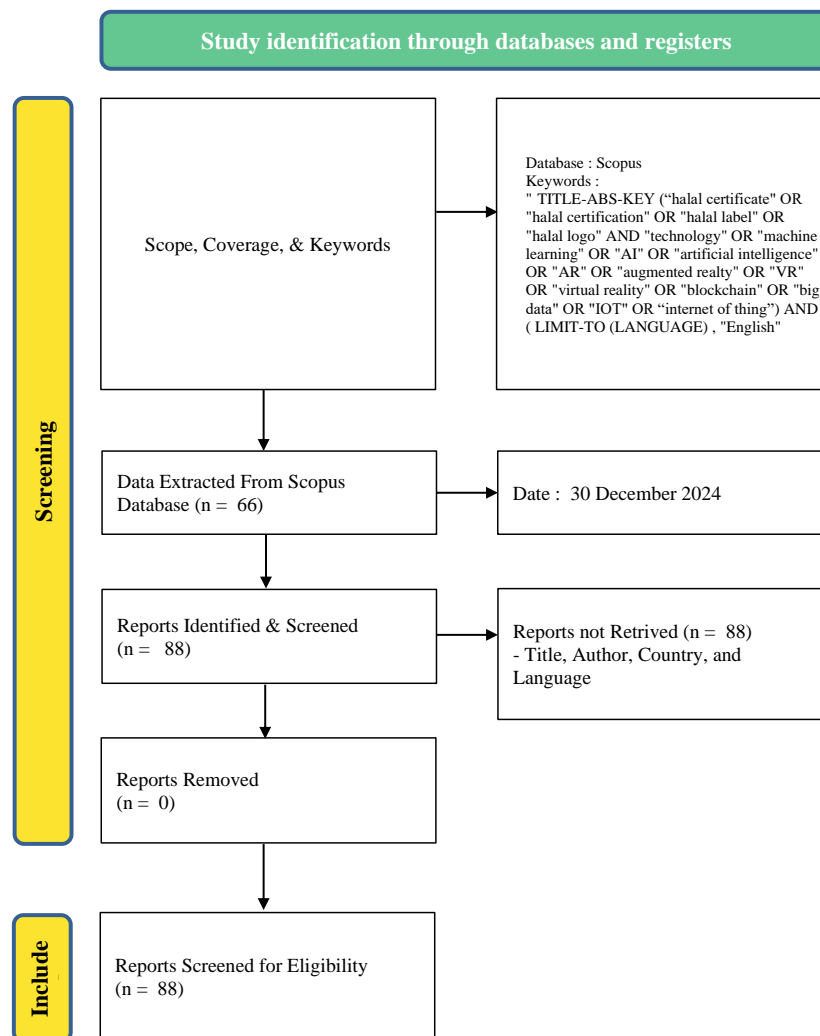 Study identification through databases and registers
Screening
Scope, Coverage, & Keywords
Database : Scopus
Keywords :
" TITLE-ABS-KEY (“halal certificate" OR
"halal certification" OR "halal label" OR
"halal logo" AND "technology" OR "machine
learning" OR "AI" OR "artificial intelligence"
OR "AR" OR "augmented realty" OR "VR"
OR "virtual reality" OR "blockchain" OR "big
data" OR "IOT" OR “internet of thing”) AND
( LIMIT-TO (LANGUAGE) , "English"
Data Extracted From Scopus
Database (n = 66)
Date : 30 December 2024
Reports Identified & Screened
(n = 88)
Reports not Retrived (n = 88)
- Title, Author, Country, and
Language
Reports Removed
(n = 0)
Include
Reports Screened for Eligibility
(n = 88)